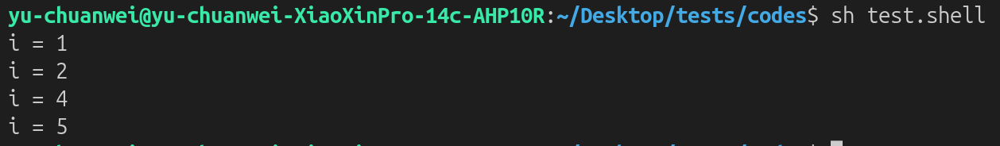 yu-chuanwei@yu-chuanwei-XiaoXinPro-14c-AHP10R:~/Desktop/tests/codes$ sh test.shell
i = 1
i = 2
i = 4
i = 5